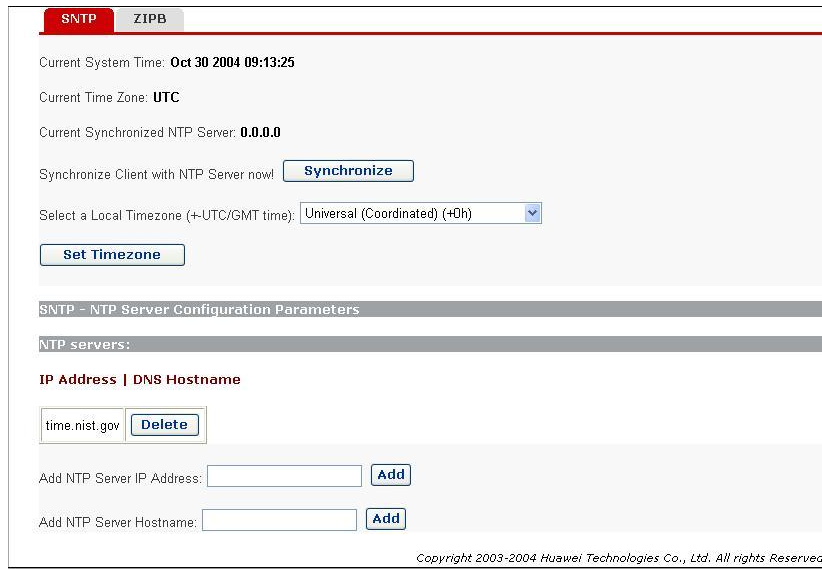 SNTP ZIPB
Current System Time: Oct 30 2004 09:13:25
Current Time Zone: UTC
Current Synchronized NTP Server: 0.0.0.0
Synchronize Client with NTP Server now! Synchronize
Select a Local Timezone (+-UTC/GMT time): Universal (Coordinated) (+0h)
Set Timezone
SNTP - NTP Server Configuration Parameters
NTP servers:
IP Address | DNS Hostname
time.nist.gov Delete
Add NTP Server IP Address: Add
Add NTP Server Hostname: Add
Copyright 2003-2004 Huawei Technologies Co., Ltd. All rights Reserved